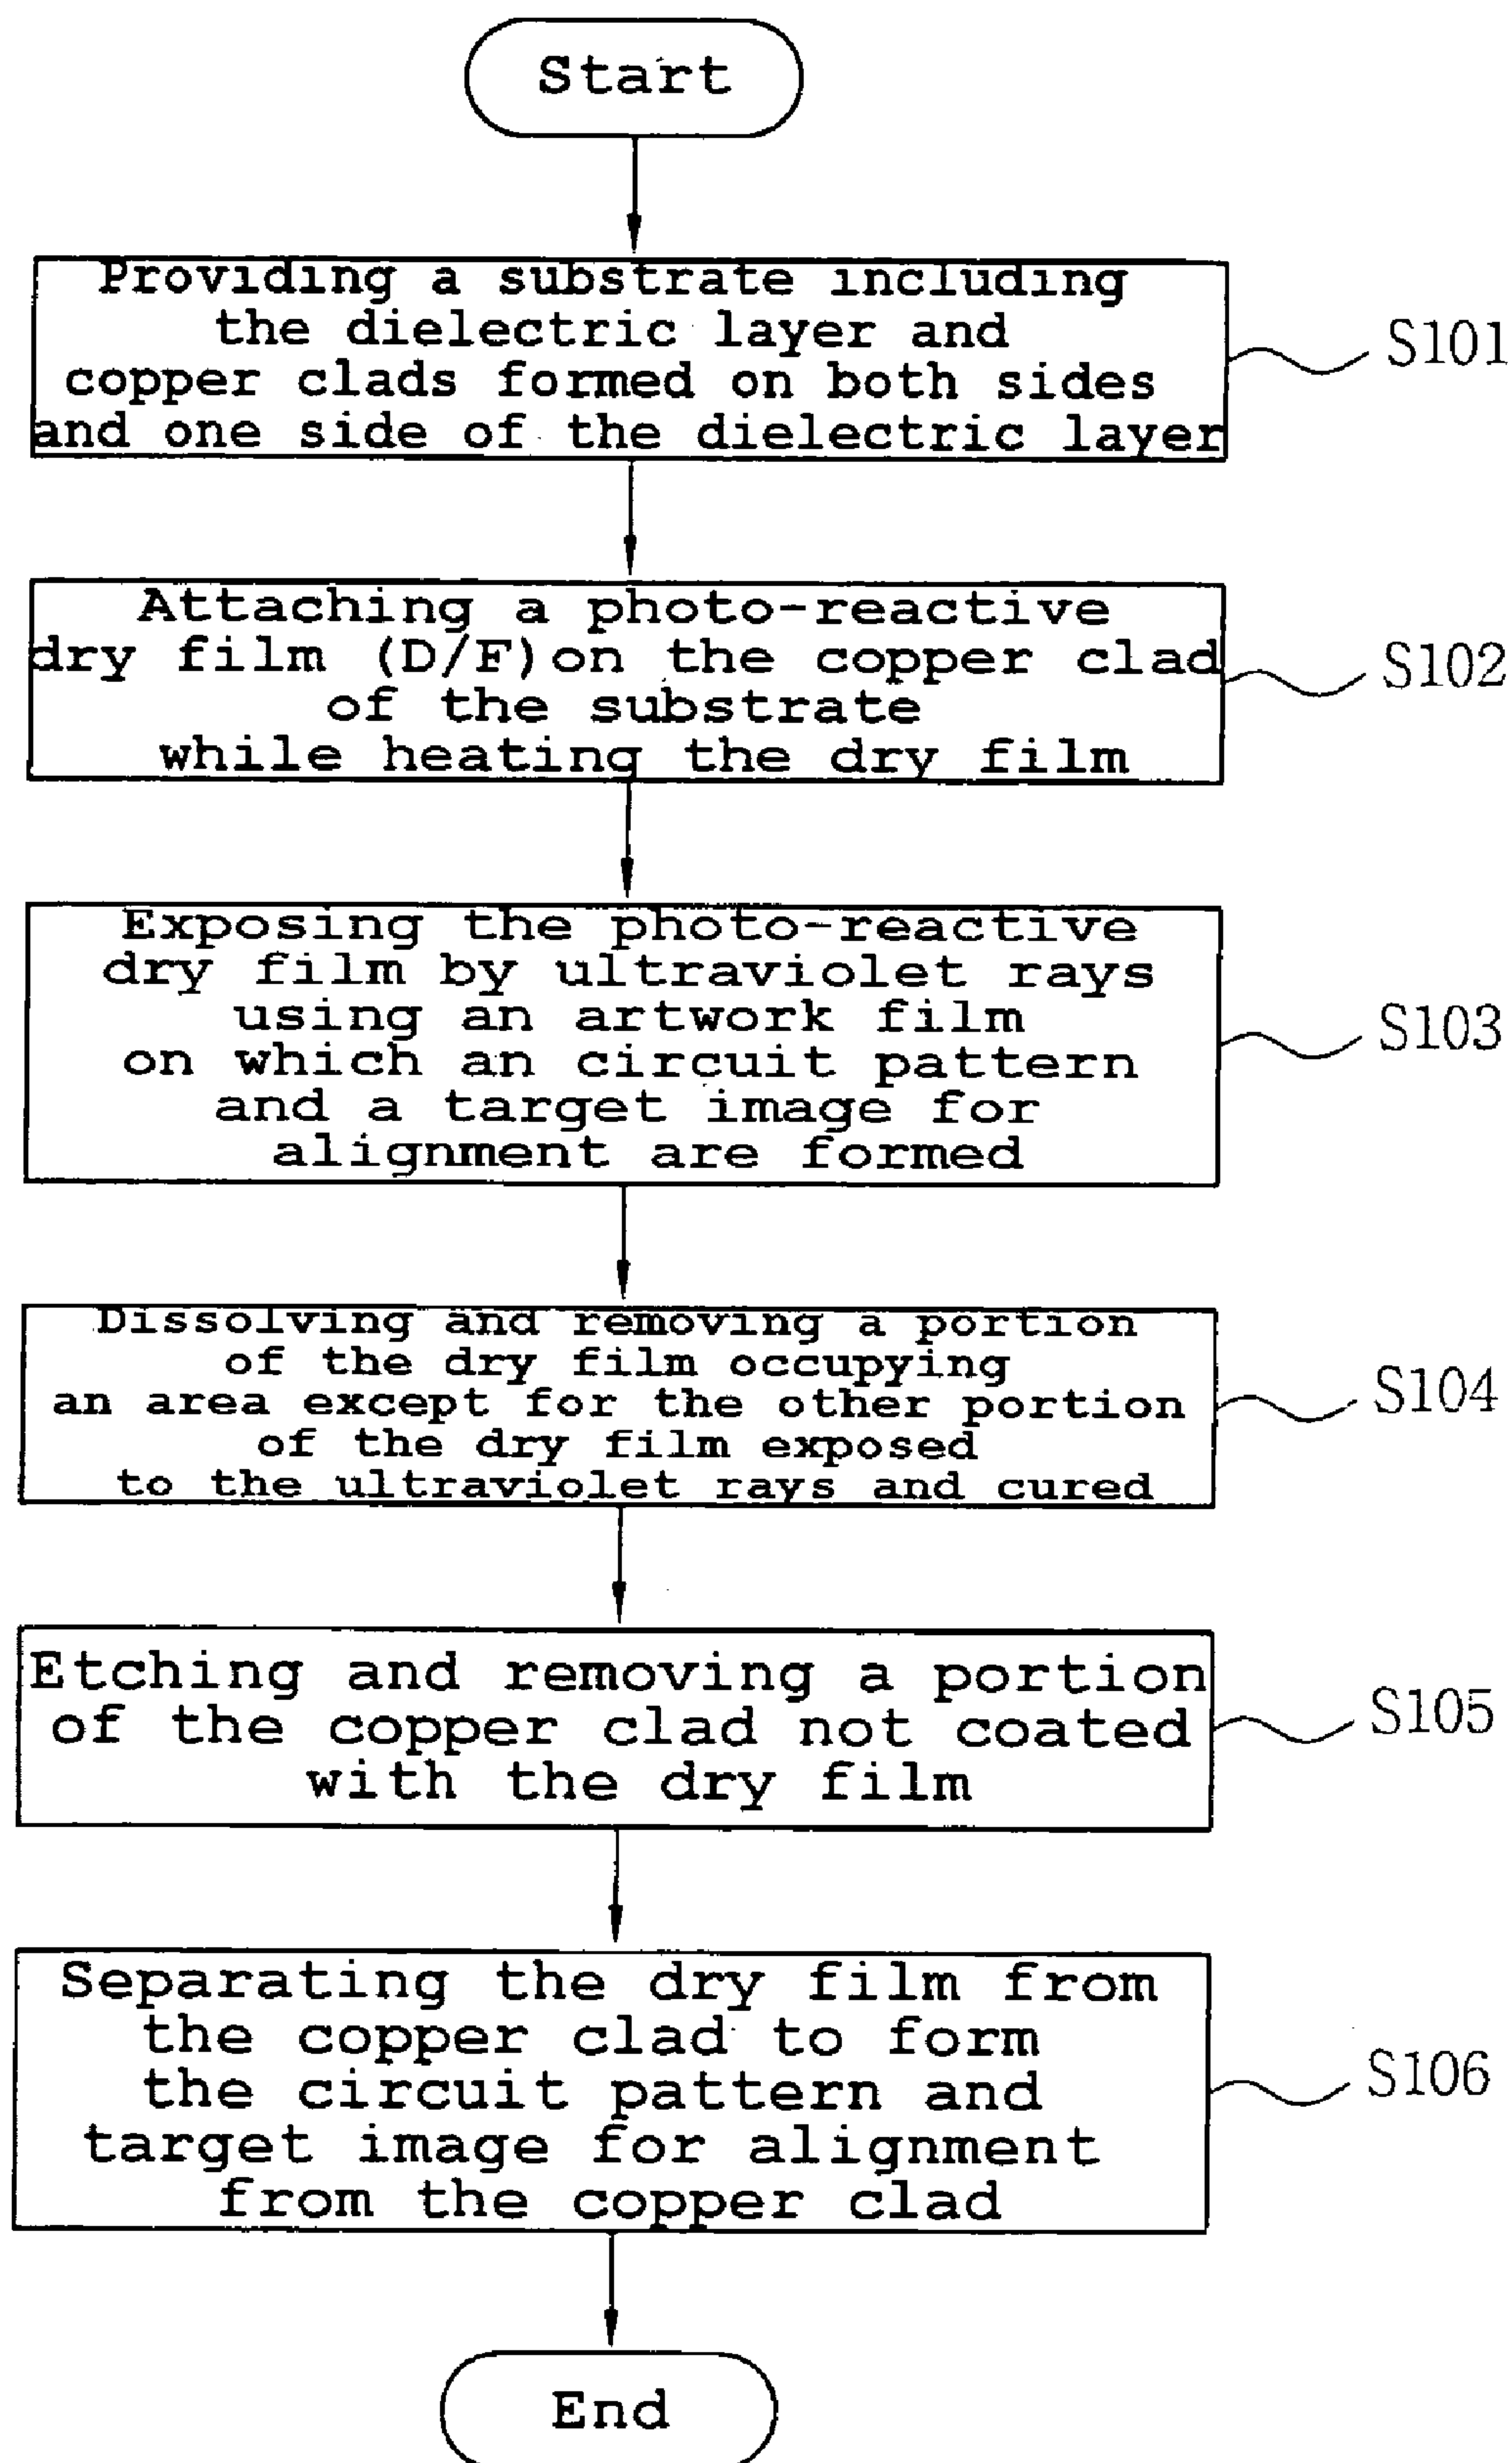 Start
Providing a substrate including
the dielectric layer and
copper clads formed on both sides
and one side of the dielectric layer
S101
Attaching a photo-reactive
dry film (D/F)on the copper clad
of the substrate
while heating the dry film
S102
Exposing the photo-reactive
dry film by ultraviolet rays
using an artwork film
on which an circuit pattern
and a target image for
alignment are formed
S103
Dissolving and removing a portion
of the dry film occupying
an area except for the other portion
of the dry film exposed
to the ultraviolet rays and cured
S104
Etching and removing a portion
of the copper clad not coated
with the dry film
S105
Separating the dry film from
the copper clad to form
the circuit pattern and
target image for alignment
from the copper clad
S106
End